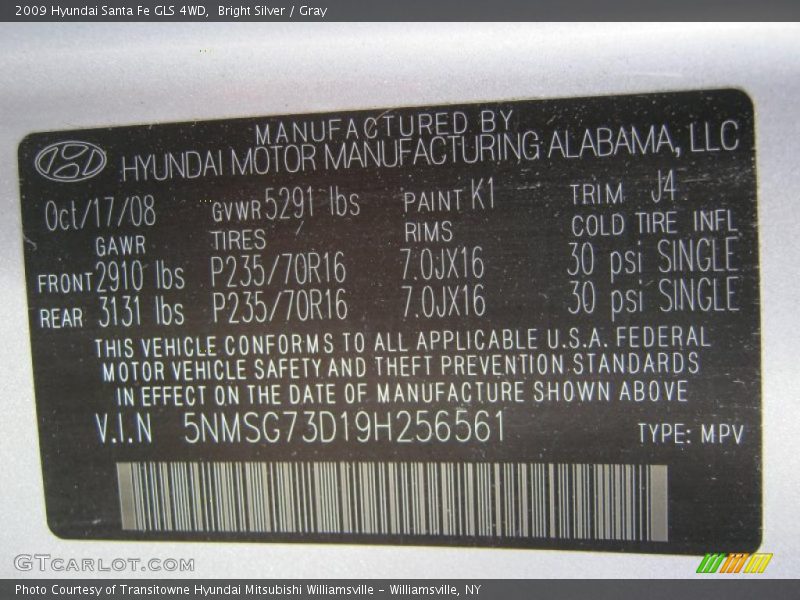 2009 Hyundai Santa Fe GLS 4WD,  Bright Silver / Gray
MANUFACTURED BY
HYUNDAI MOTOR MANUFACTURING ALABAMA, LLC
Oct/17/08 GVWR 5291 lbs PAINT K1 TRIM J4
GAWR TIRES RIMS COLD TIRE INFL
FRONT 2910 lbs P235/70R16 7.0JX16 30 psi SINGLE
REAR 3131 lbs P235/70R16 7.0JX16 30 psi SINGLE
THIS VEHICLE CONFORMS TO ALL APPLICABLE U.S.A. FEDERAL
MOTOR VEHICLE SAFETY AND THEFT PREVENTION STANDARDS
IN EFFECT ON THE DATE OF MANUFACTURE SHOWN ABOVE
V.I.N 5NMSG73D19H256561 TYPE: MPV
GTCARLOT.COM
Photo Courtesy of Transitowne Hyundai Mitsubishi Williamsville - Williamsville, NY